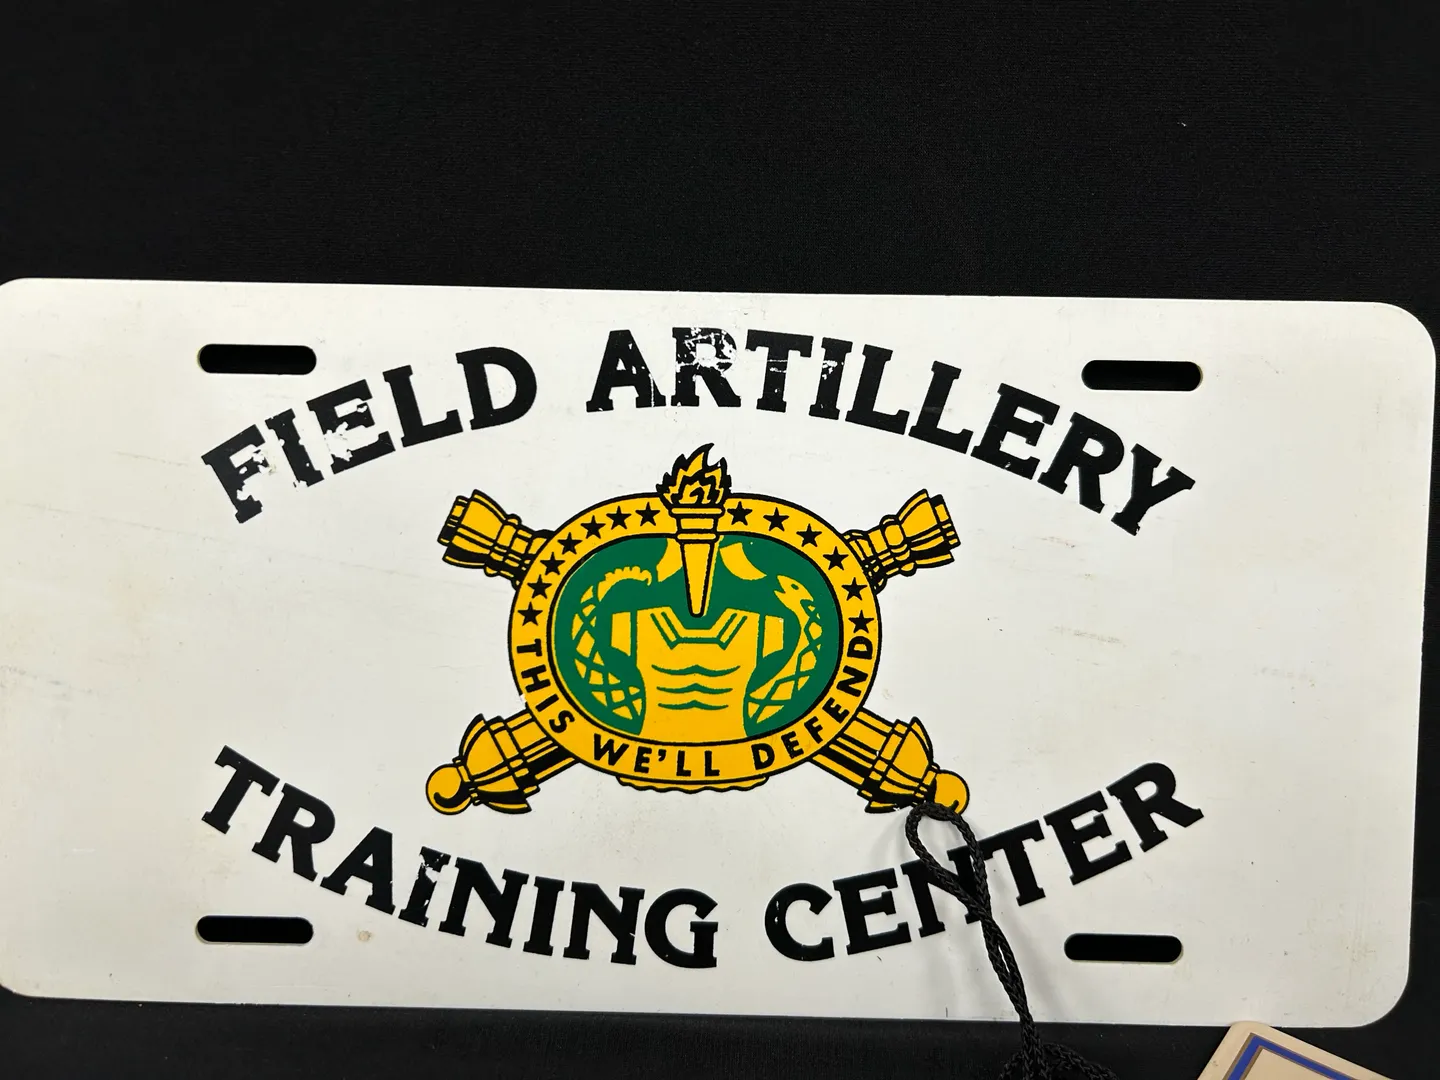 FIELD ARTILLERY
THIS WE'LL DEFEND
TRAINING CENTER